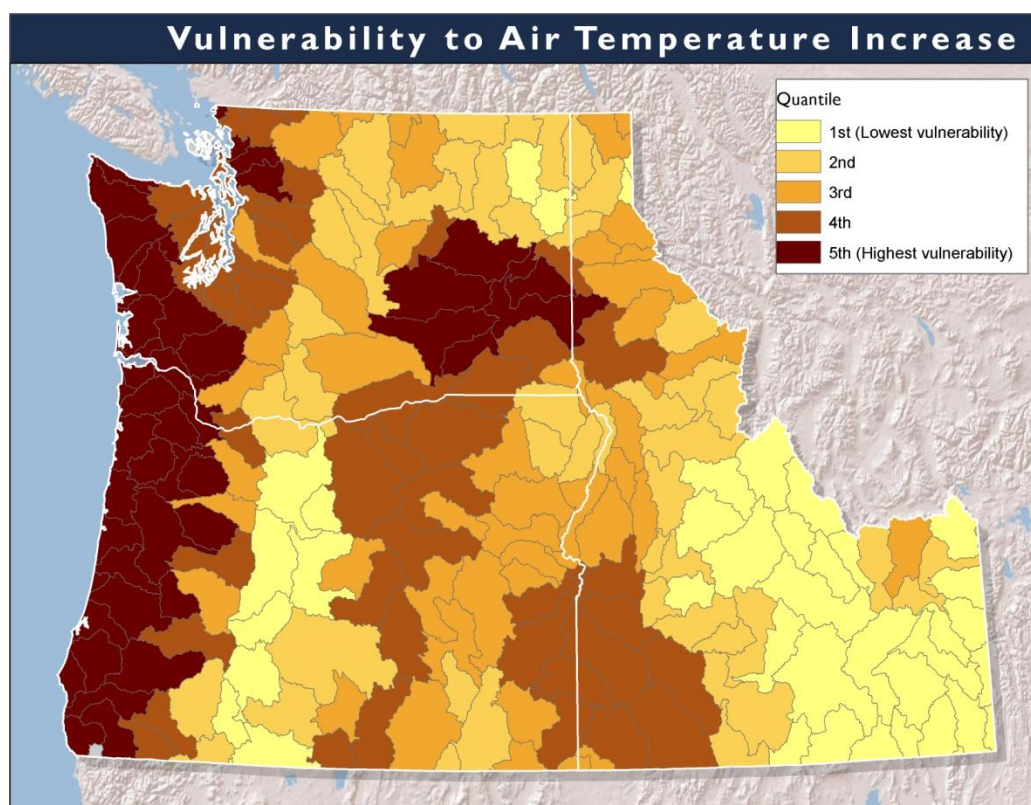 Vulnerability to Air Temperature Increase
Quantile
1st (Lowest vulnerability)
2nd
3rd
4th
5th (Highest vulnerability)